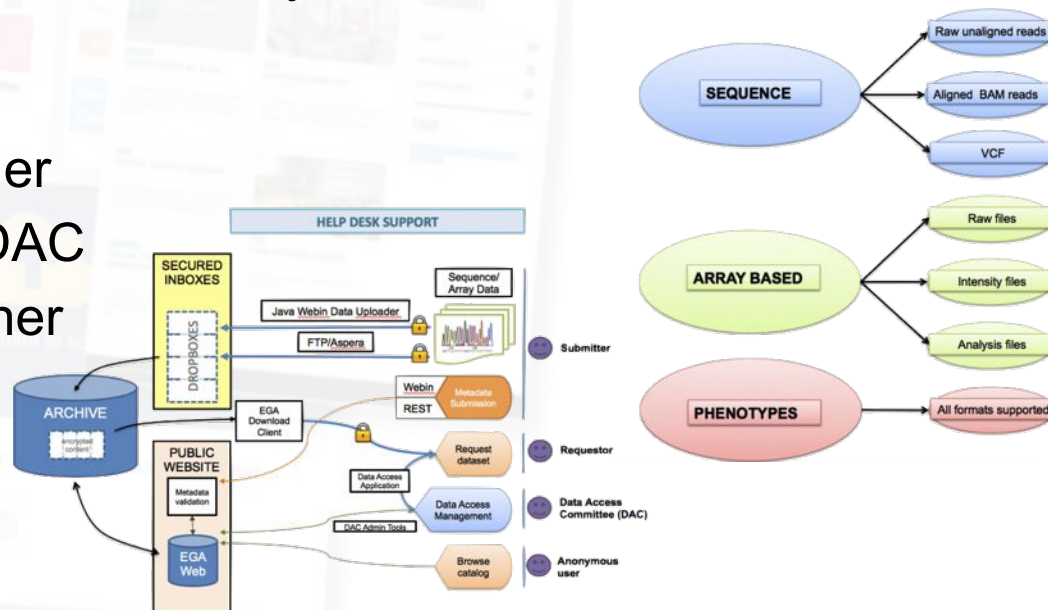 er
DAC
ner
HELP DESK SUPPORT
SECURED
INBOXES
DROPBOXES
Java Webin Data Uploader
FTP/Aspera
Sequence/
Array Data
Submitter
Webin
REST
Metadata
Submission
ARCHIVE
encrypted
content
EGA
Download
Client
PUBLIC
WEBSITE
Metadata
validation
EGA
Web
Request
dataset
Requestor
Data Access
Application
Data Access
Management
DAC Admin Tools
Data Access
Committee (DAC)
Browse
catalog
Anonymous
user
SEQUENCE
Raw unaligned reads
Aligned BAM reads
VCF
ARRAY BASED
Raw files
Intensity files
Analysis files
PHENOTYPES
All formats supported